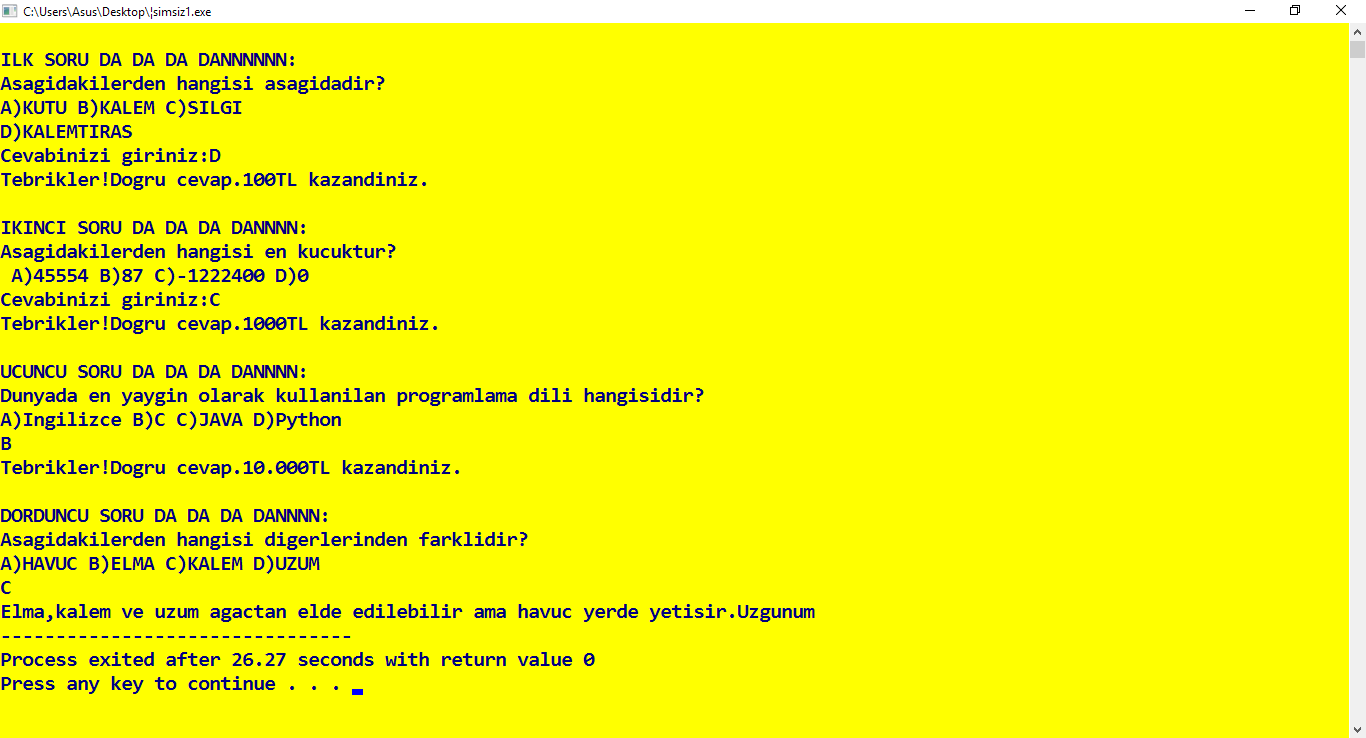 C:\Users\Asus\Desktop\¦simsiz1.exe
ILK SORU DA DA DA DANNNNNN:
Asagidakilerden hangisi asagidadir?
A)KUTU B)KALEM C)SILGI
D)KALEMTIRAS
Cevabinizi giriniz:D
Tebrikler!Dogru cevap.100TL kazandiniz.
IKINCI SORU DA DA DA DANNNN:
Asagidakilerden hangisi en kucuktur?
A)45554 B)87 C)-1222400 D)0
Cevabinizi giriniz:C
Tebrikler!Dogru cevap.1000TL kazandiniz.
UCUNCU SORU DA DA DA DANNNN:
Dunyada en yaygin olarak kullanilan programlama dili hangisidir?
A)Ingilizce B)C C)JAVA D)Python
B
Tebrikler!Dogru cevap.10.000TL kazandiniz.
DORDUNCU SORU DA DA DA DANNNN:
Asagidakilerden hangisi digerlerinden farklidir?
A)HAVUC B)ELMA C)KALEM D)UZUM
C
Elma,kalem ve uzum agactan elde edilebilir ama havuc yerde yetisir.Uzgunum
--------------------------------
Process exited after 26.27 seconds with return value 0
Press any key to continue . . .